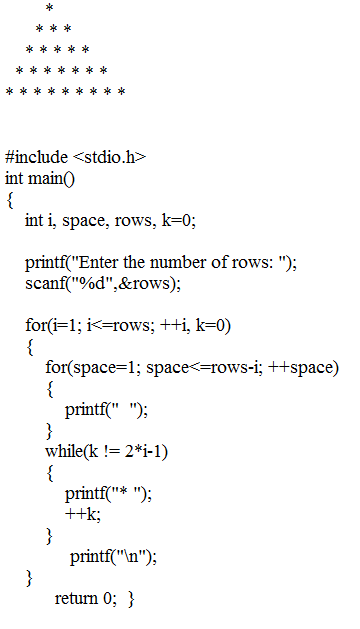 *
* * *
* * * * *
* * * * * * *
* * * * * * * * *
#include <stdio.h>
int main()
{
    int i, space, rows, k=0;
    printf("Enter the number of rows: ");
    scanf("%d",&rows);
    for(i=1; i<=rows; ++i, k=0)
    {
        for(space=1; space<=rows-i; ++space)
        {
            printf("  ");
        }
        while(k != 2*i-1)
        {
            printf("* ");
            ++k;
        }
             printf("\n");
    }
          return 0;  }